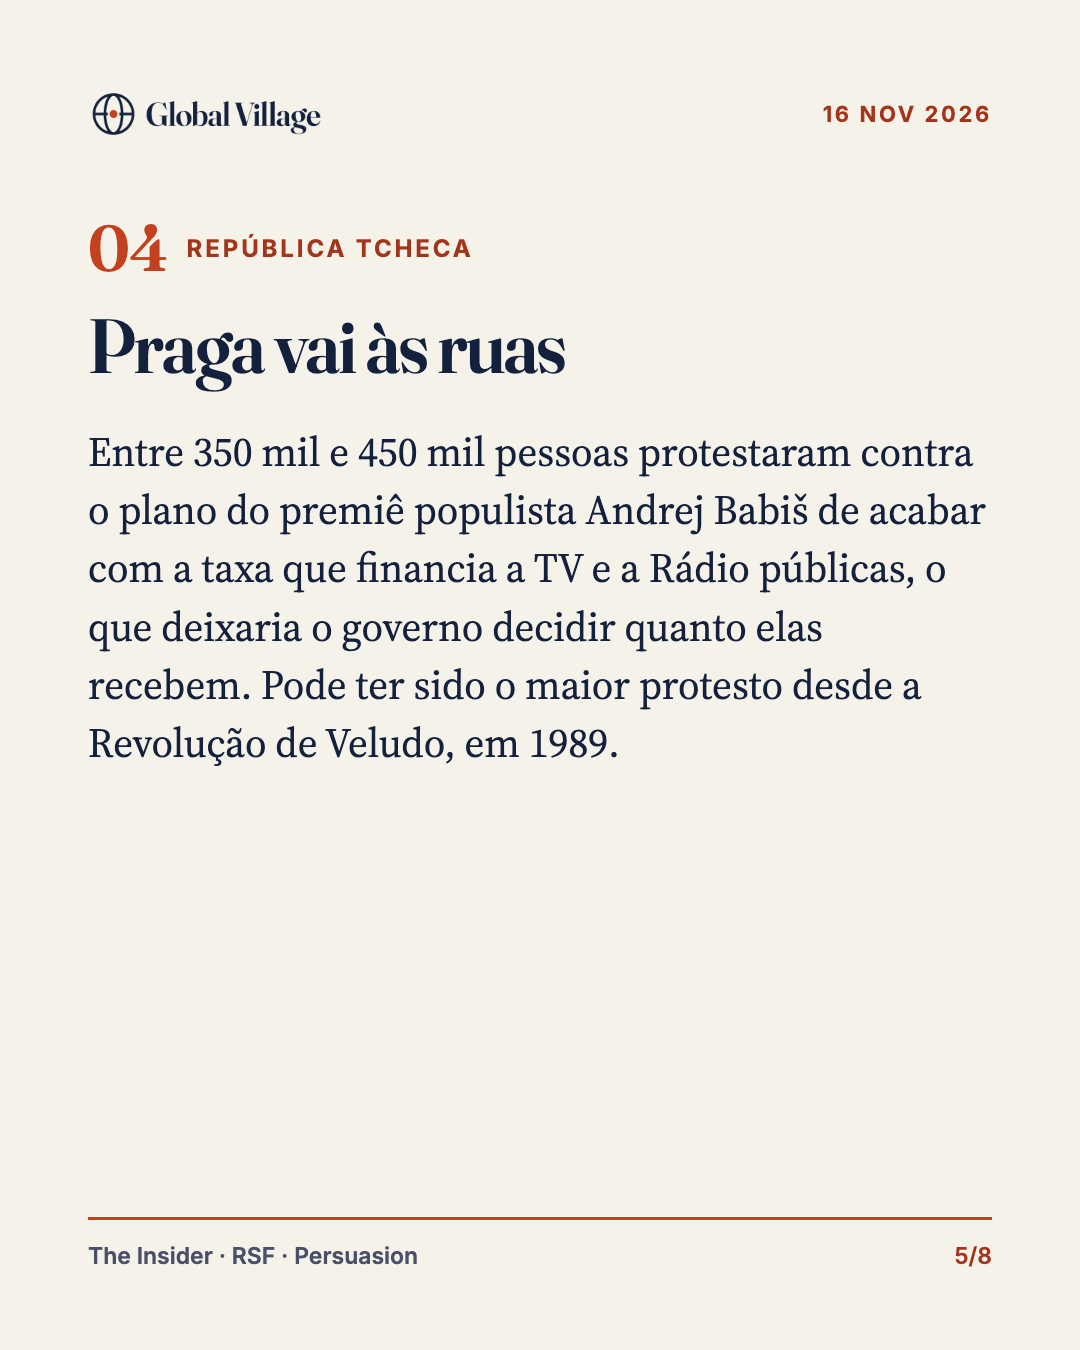 Global Village
16 NOV 2026
04 REPÚBLICA TCHECA
Praga vai às ruas
Entre 350 mil e 450 mil pessoas protestaram contra
o plano do premiê populista Andrej Babiš de acabar
com a taxa que financia a TV e a Rádio públicas, o
que deixaria o governo decidir quanto elas
recebem. Pode ter sido o maior protesto desde a
Revolução de Veludo, em 1989.
The Insider · RSF · Persuasion
5/8